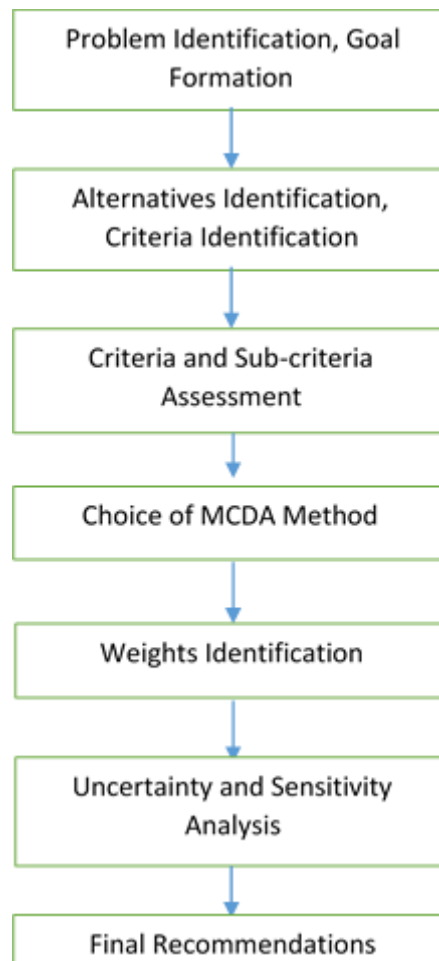 Problem Identification, Goal
Formation
Alternatives Identification,
Criteria Identification
Criteria and Sub-criteria
Assessment
Choice of MCDA Method
Weights Identification
Uncertainty and Sensitivity
Analysis
Final Recommendations